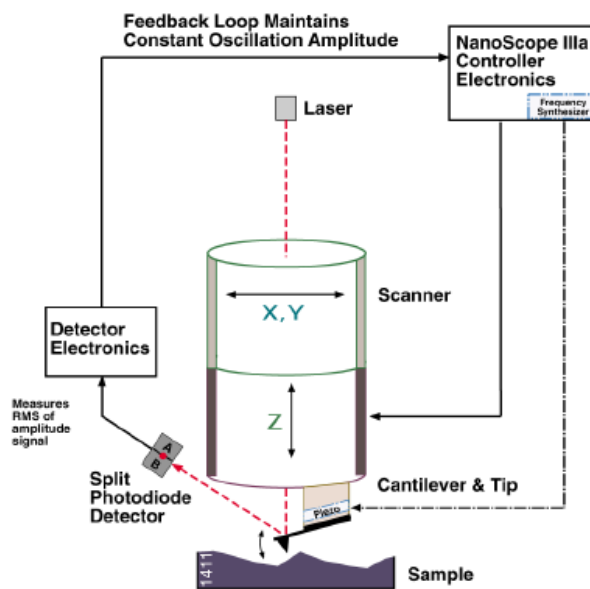 Feedback Loop Maintains
Constant Oscillation Amplitude
NanoScope IIIa
Controller
Electronics
Frequency
Synthesizer
Laser
Scanner
X, Y
Detector
Electronics
Z
Measures
RMS of
amplitude
signal
A
B
Split
Photodiode
Detector
Cantilever & Tip
Piezo
1411
Sample